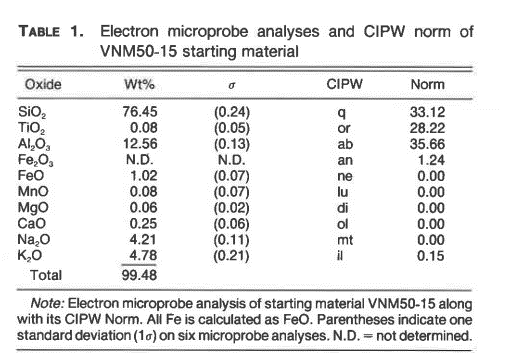 TABLE 1. Electron microprobe analyses and CIPW norm of
VNM50-15 starting material
Oxide Wt% σ CIPW Norm
SiO₂ 76.45 (0.24) q 33.12
TiO₂ 0.08 (0.05) or 28.22
Al₂O₃ 12.56 (0.13) ab 35.66
Fe₂O₃ N.D. N.D. an 1.24
FeO 1.02 (0.07) ne 0.00
MnO 0.08 (0.07) lu 0.00
MgO 0.06 (0.02) di 0.00
CaO 0.25 (0.06) ol 0.00
Na₂O 4.21 (0.11) mt 0.00
K₂O 4.78 (0.21) il 0.15
Total 99.48
Note: Electron microprobe analysis of starting material VNM50-15 along
with its CIPW Norm. All Fe is calculated as FeO. Parentheses indicate one
standard deviation (1σ) on six microprobe analyses. N.D. = not determined.